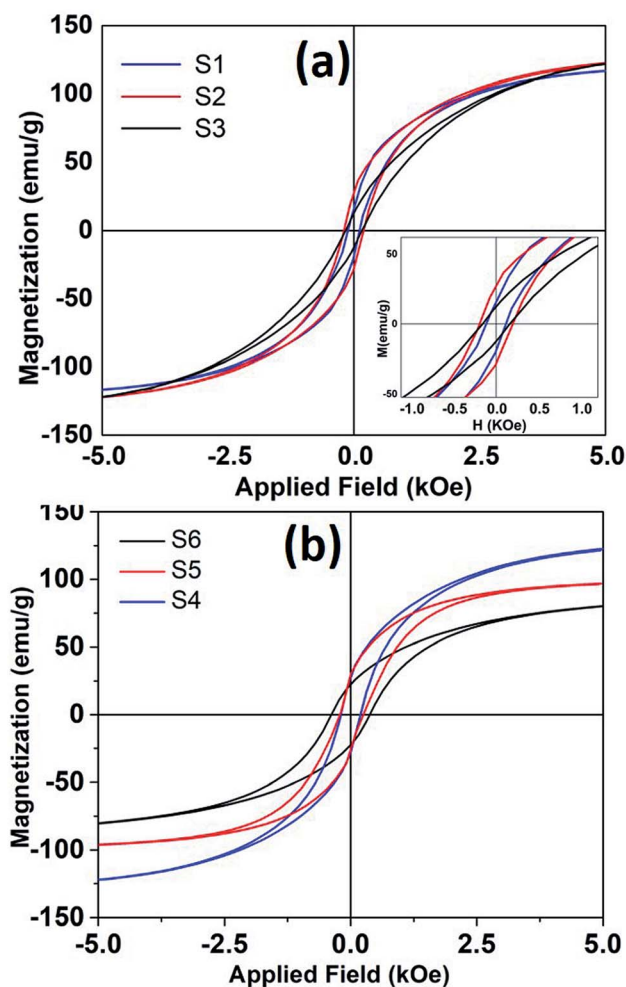 (a)
S1
S2
S3
Magnetization (emu/g)
150
100
50
0
-50
-100
-150
-5.0 -2.5 0.0 2.5 5.0
Applied Field (kOe)
M(emu/g)
50
0
-50
-1.0 -0.5 0.0 0.5 1.0
H (KOe)
(b)
S6
S5
S4
Magnetization (emu/g)
150
100
50
0
-50
-100
-150
-5.0 -2.5 0.0 2.5 5.0
Applied Field (kOe)